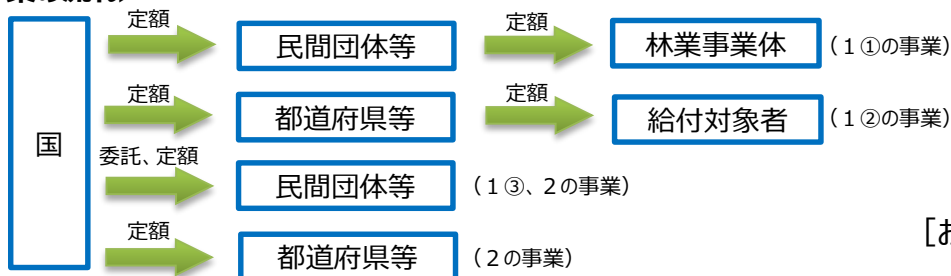 定額
定額
国
民間団体等
林業事業体
(1①の事業)
定額
定額
都道府県等
給付対象者
(1②の事業)
委託、定額
民間団体等
(1③、2の事業)
定額
都道府県等
(2の事業)
[お